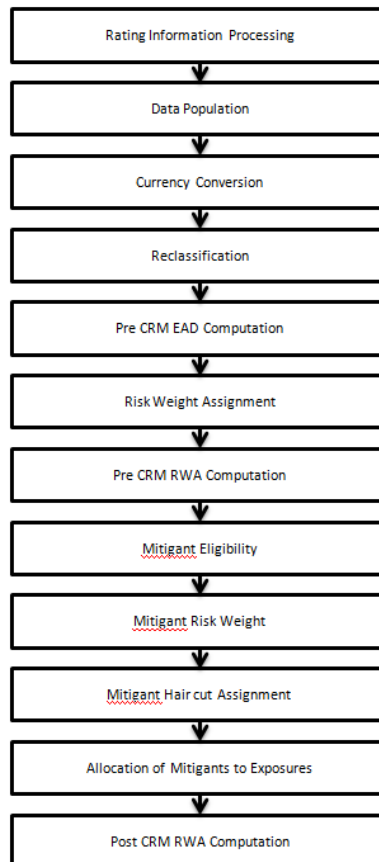 Rating Information Processing
Data Population
Currency Conversion
Reclassification
Pre CRM EAD Computation
Risk Weight Assignment
Pre CRM RWA Computation
Mitigant Eligibility
Mitigant Risk Weight
Mitigant Hair cut Assignment
Allocation of Mitigants to Exposures
Post CRM RWA Computation